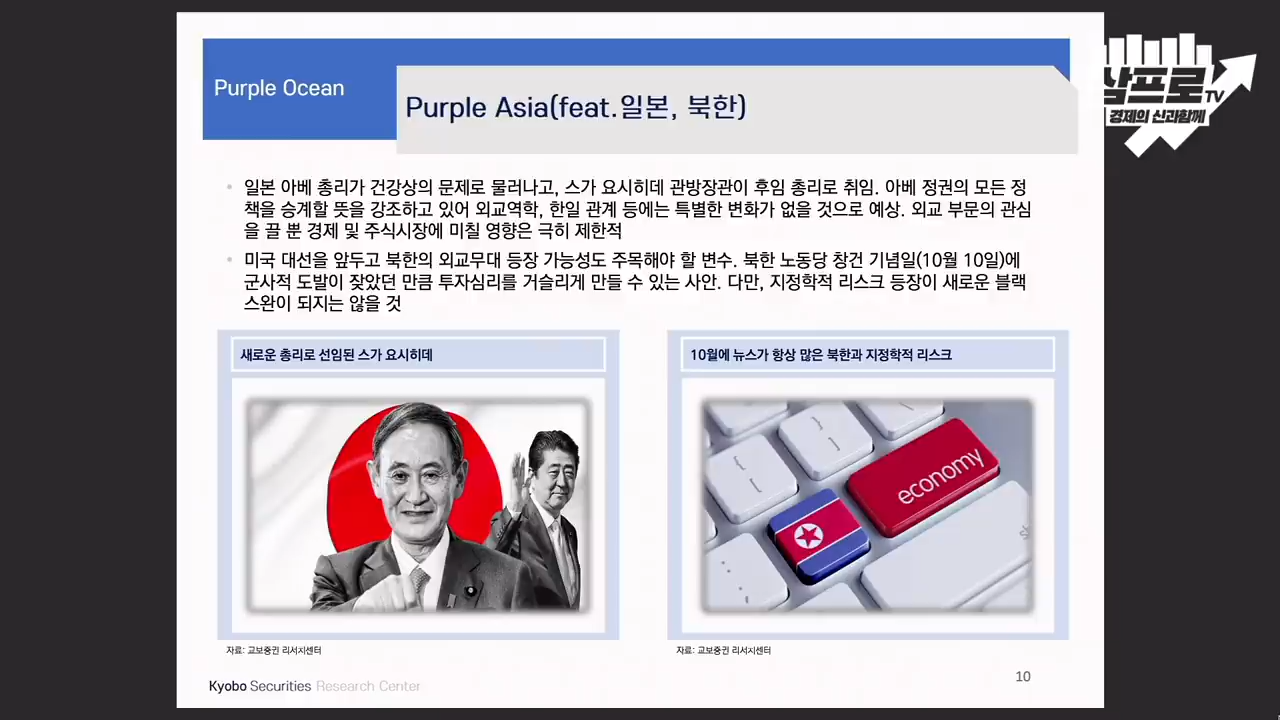 Purple Ocean
Purple Asia(feat.일본, 북한)
삼프로TV
경제의 신과함께
• 일본 아베 총리가 건강상의 문제로 물러나고, 스가 요시히데 관방장관이 후임 총리로 취임. 아베 정권의 모든 정
책을 승계할 뜻을 강조하고 있어 외교역학, 한일 관계 등에는 특별한 변화가 없을 것으로 예상. 외교 부문의 관심
을 끌 뿐 경제 및 주식시장에 미칠 영향은 극히 제한적
• 미국 대선을 앞두고 북한의 외교무대 등장 가능성도 주목해야 할 변수. 북한 노동당 창건 기념일(10월 10일)에
군사적 도발이 잦았던 만큼 투자심리를 거슬리게 만들 수 있는 사안. 다만, 지정학적 리스크 등장이 새로운 블랙
스완이 되지는 않을 것
새로운 총리로 선임된 스가 요시히데
10월에 뉴스가 항상 많은 북한과 지정학적 리스크
economy
자료: 교보증권 리서치센터
자료: 교보증권 리서치센터
Kyobo Securities Research Center
10